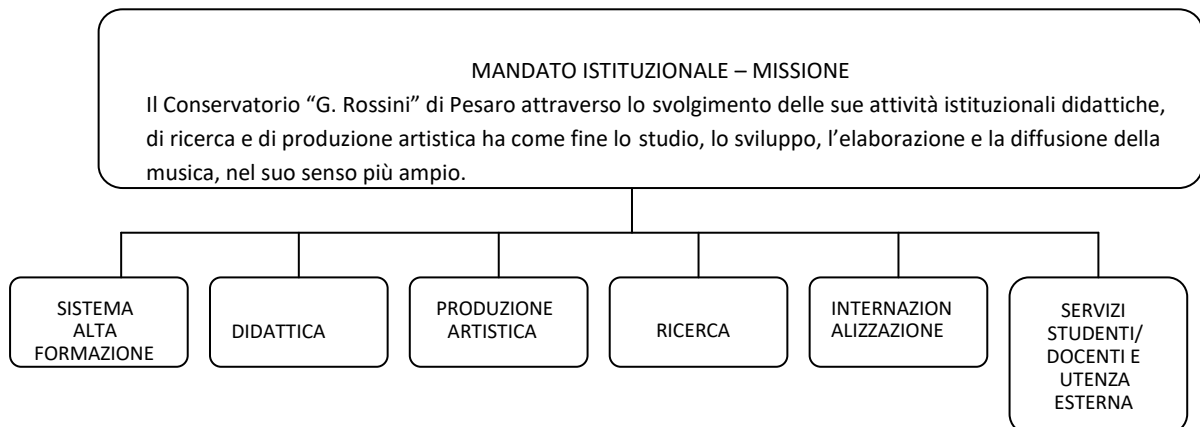 MANDATO ISTITUZIONALE – MISSIONE
Il Conservatorio “G. Rossini” di Pesaro attraverso lo svolgimento delle sue attività istituzionali didattiche,
di ricerca e di produzione artistica ha come fine lo studio, lo sviluppo, l’elaborazione e la diffusione della
musica, nel suo senso più ampio.
SISTEMA
ALTA
FORMAZIONE
DIDATTICA
PRODUZIONE
ARTISTICA
RICERCA
INTERNAZION
ALIZZAZIONE
SERVIZI
STUDENTI/
DOCENTI E
UTENZA
ESTERNA